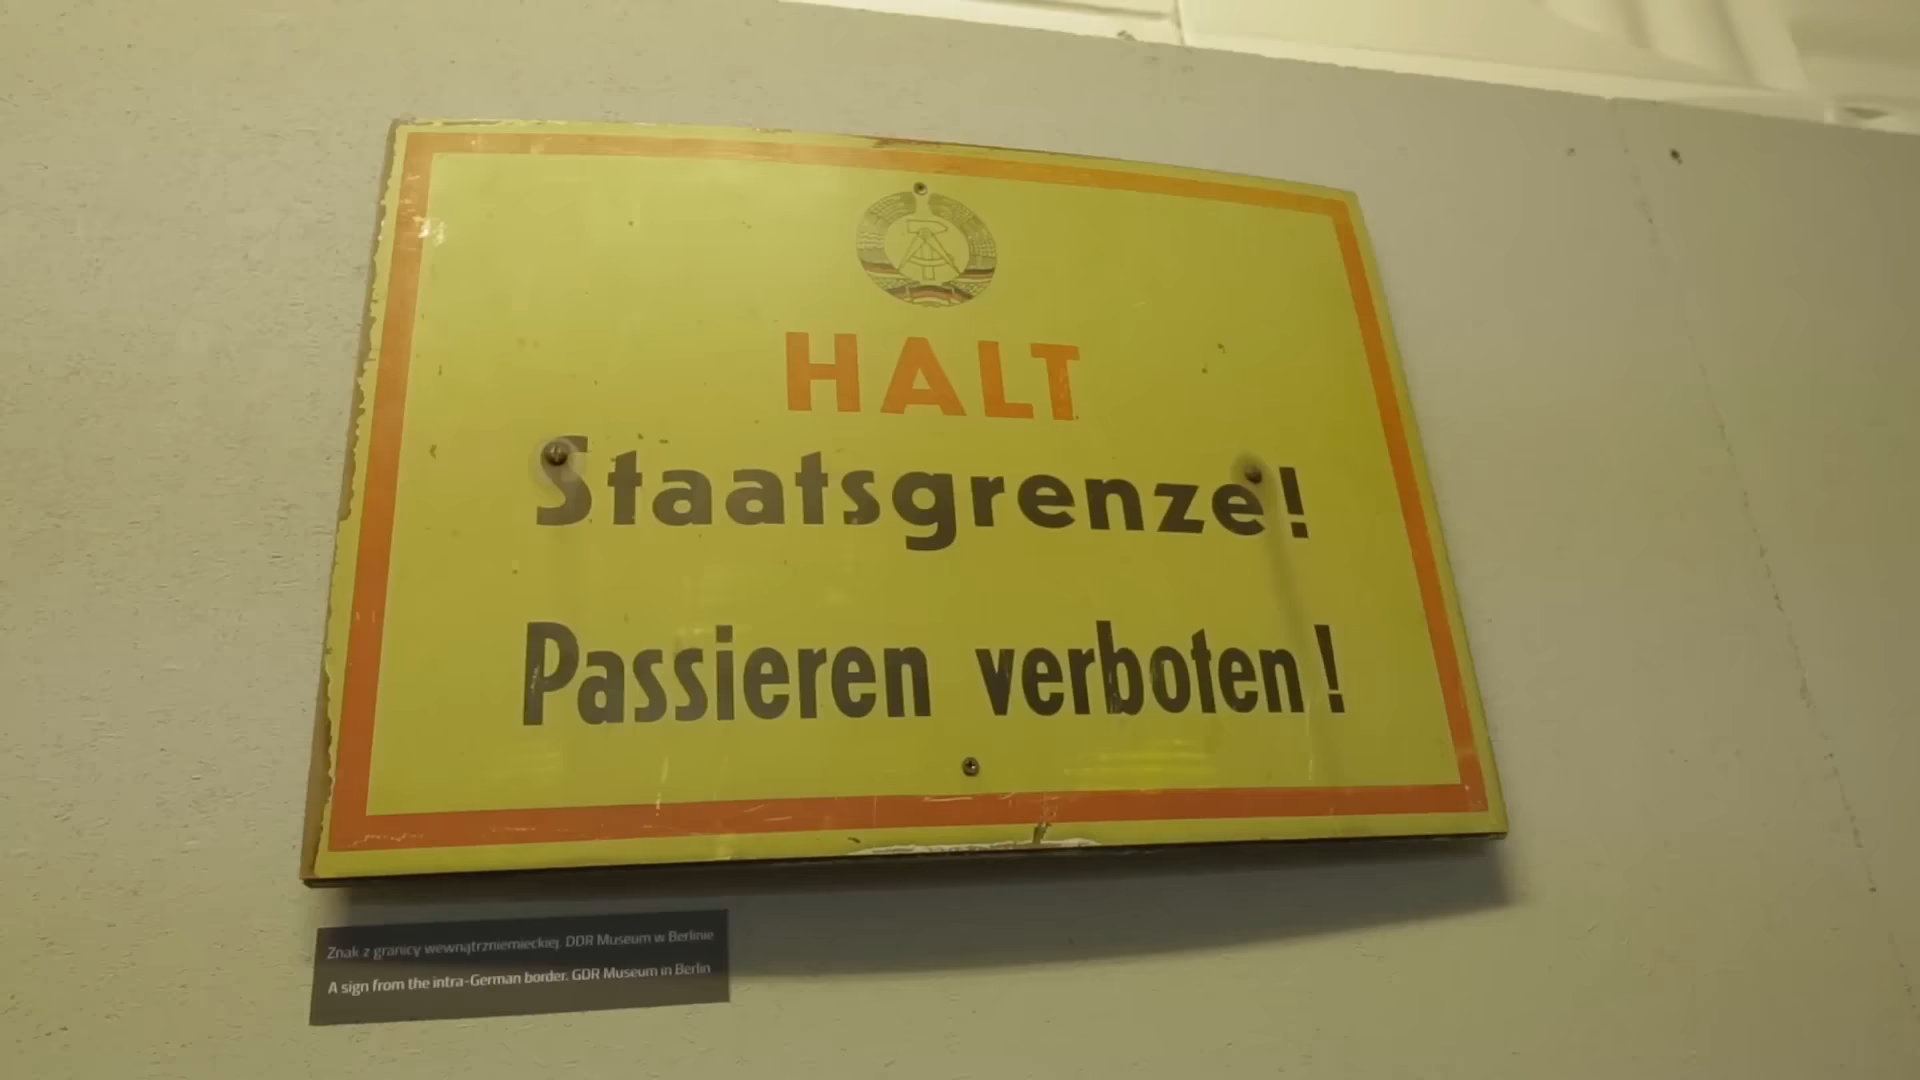 HALT
Staatsgrenze!
Passieren verboten!
Znak z granicy wewnątrzniemieckiej. DDR Museum w Berlinie
A sign from the intra-German border. GDR Museum in Berlin